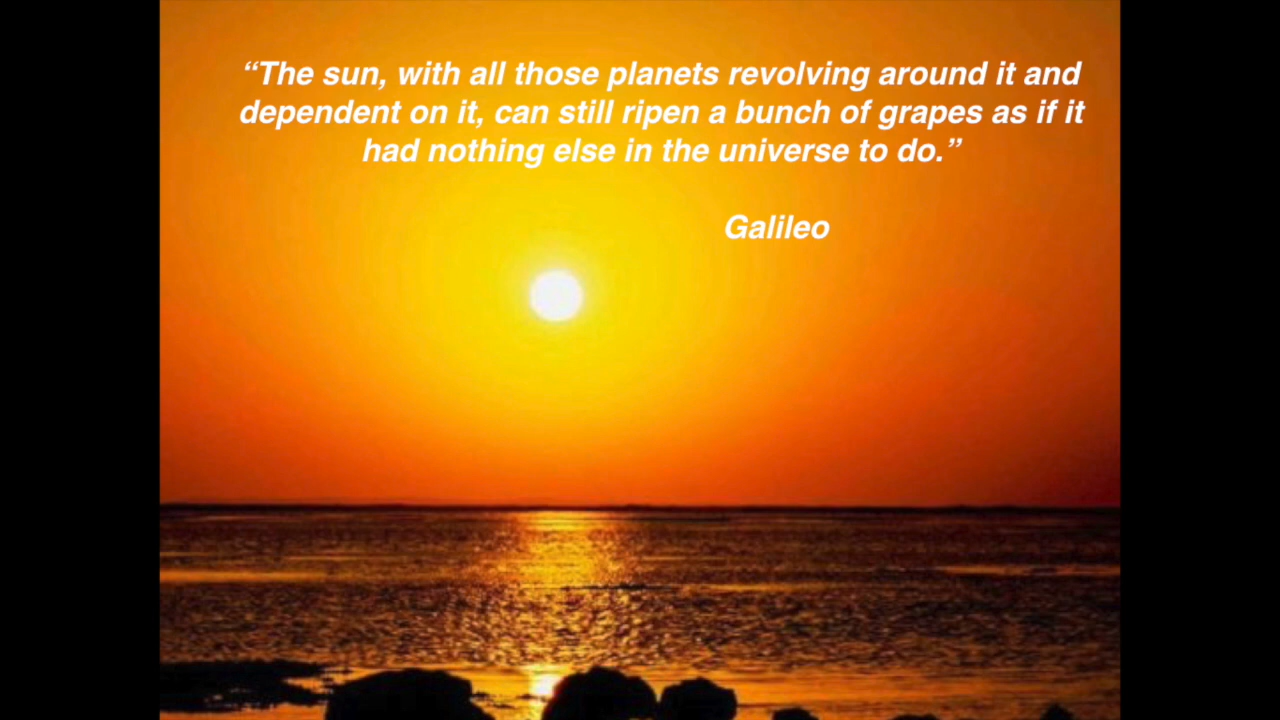 “The sun, with all those planets revolving around it and
dependent on it, can still ripen a bunch of grapes as if it
had nothing else in the universe to do.”
Galileo